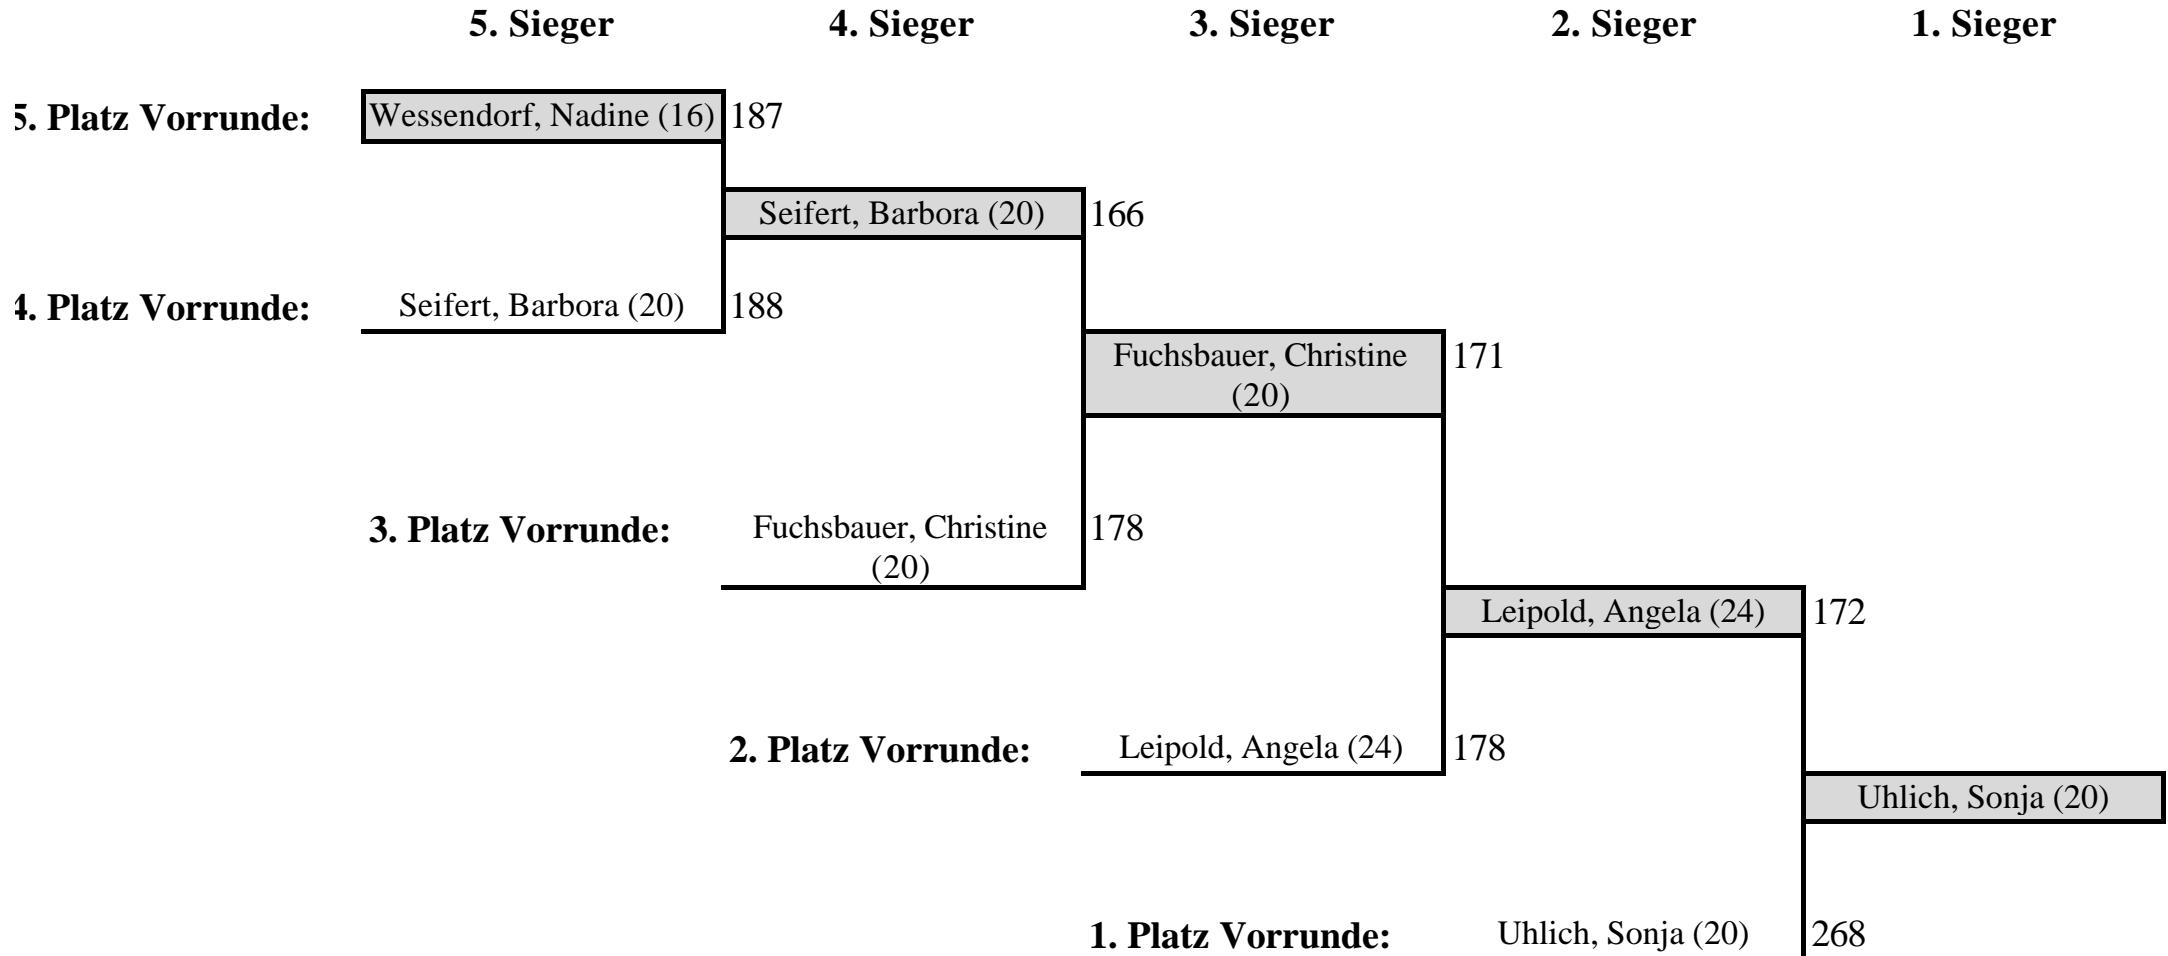 5. Sieger 4. Sieger 3. Sieger 2. Sieger 1. Sieger
5. Platz Vorrunde: Wessendorf, Nadine (16) 187
Seifert, Barbora (20) 166
4. Platz Vorrunde: Seifert, Barbora (20) 188
Fuchsbauer, Christine 171
(20)
3. Platz Vorrunde: Fuchsbauer, Christine 178
(20)
Leipold, Angela (24) 172
2. Platz Vorrunde: Leipold, Angela (24) 178
Uhlich, Sonja (20)
1. Platz Vorrunde: Uhlich, Sonja (20) 268